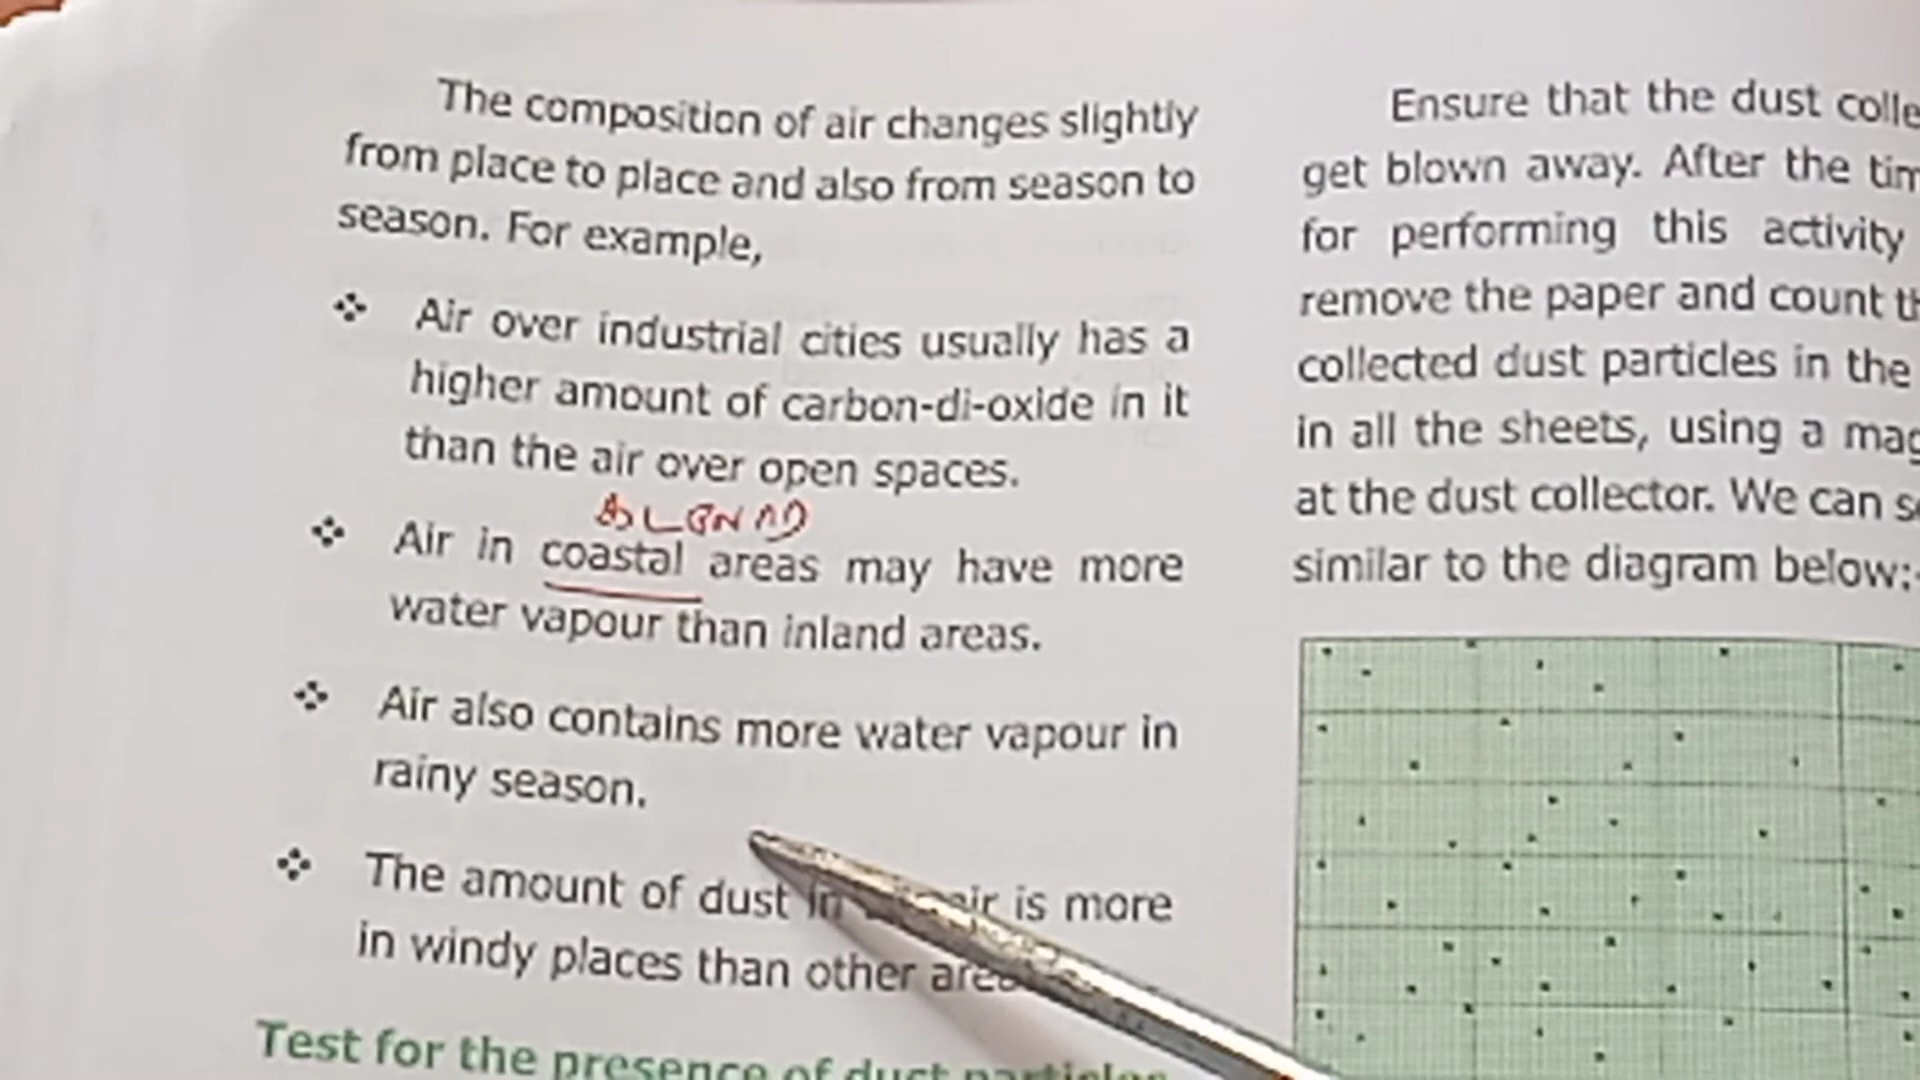 The composition of air changes slightly
from place to place and also from season to
season. For example,
❖ Air over industrial cities usually has a
higher amount of carbon-di-oxide in it
than the air over open spaces.
❖ Air in coastal areas may have more
water vapour than inland areas.
❖ Air also contains more water vapour in
rainy season.
❖ The amount of dust in air is more
in windy places than other
Test for the presence of dust particles
Ensure that the dust
get blown away. After the
for performing this activity
remove the paper and count
collected dust particles in the
in all the sheets, using a
at the dust collector. We can
similar to the diagram below:-